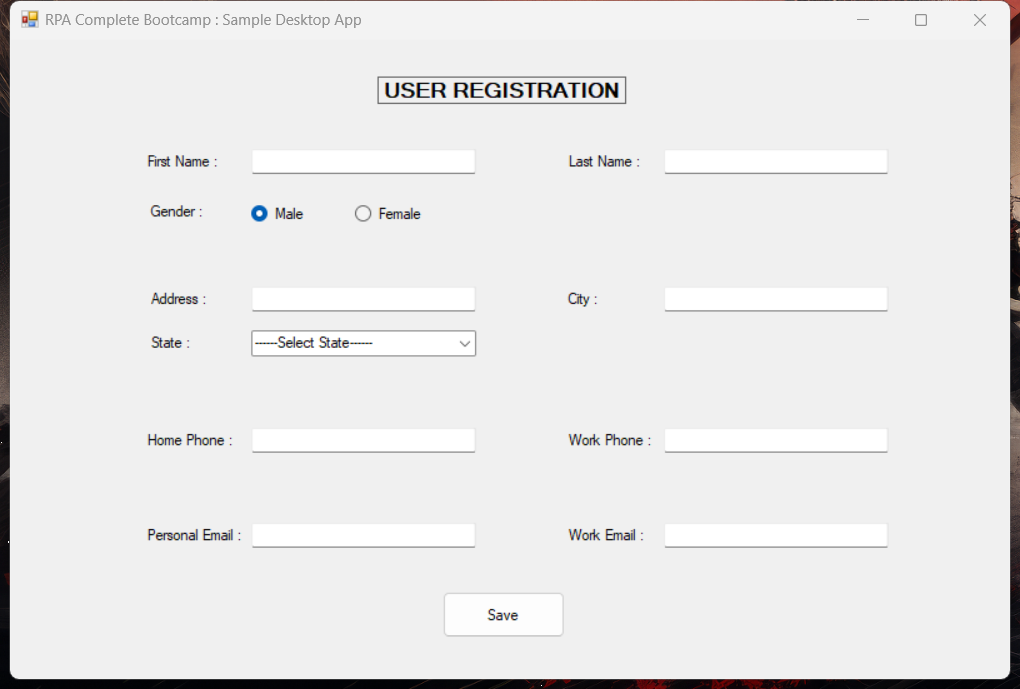 RPA Complete Bootcamp : Sample Desktop App
USER REGISTRATION
First Name :
Last Name :
Gender :
Male
Female
Address :
City :
State :
------Select State------
Home Phone :
Work Phone :
Personal Email :
Work Email :
Save